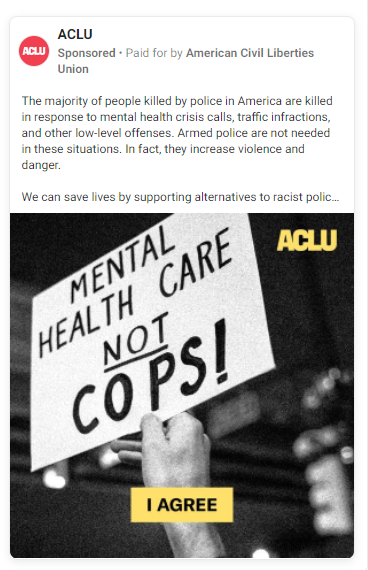 ACLU
ACLU
Sponsored • Paid for by American Civil Liberties
Union
The majority of people killed by police in America are killed
in response to mental health crisis calls, traffic infractions,
and other low-level offenses. Armed police are not needed
in these situations. In fact, they increase violence and
danger.
We can save lives by supporting alternatives to racist polic...
ACLU
MENTAL
HEALTH CARE
NOT
COPS!
I AGREE